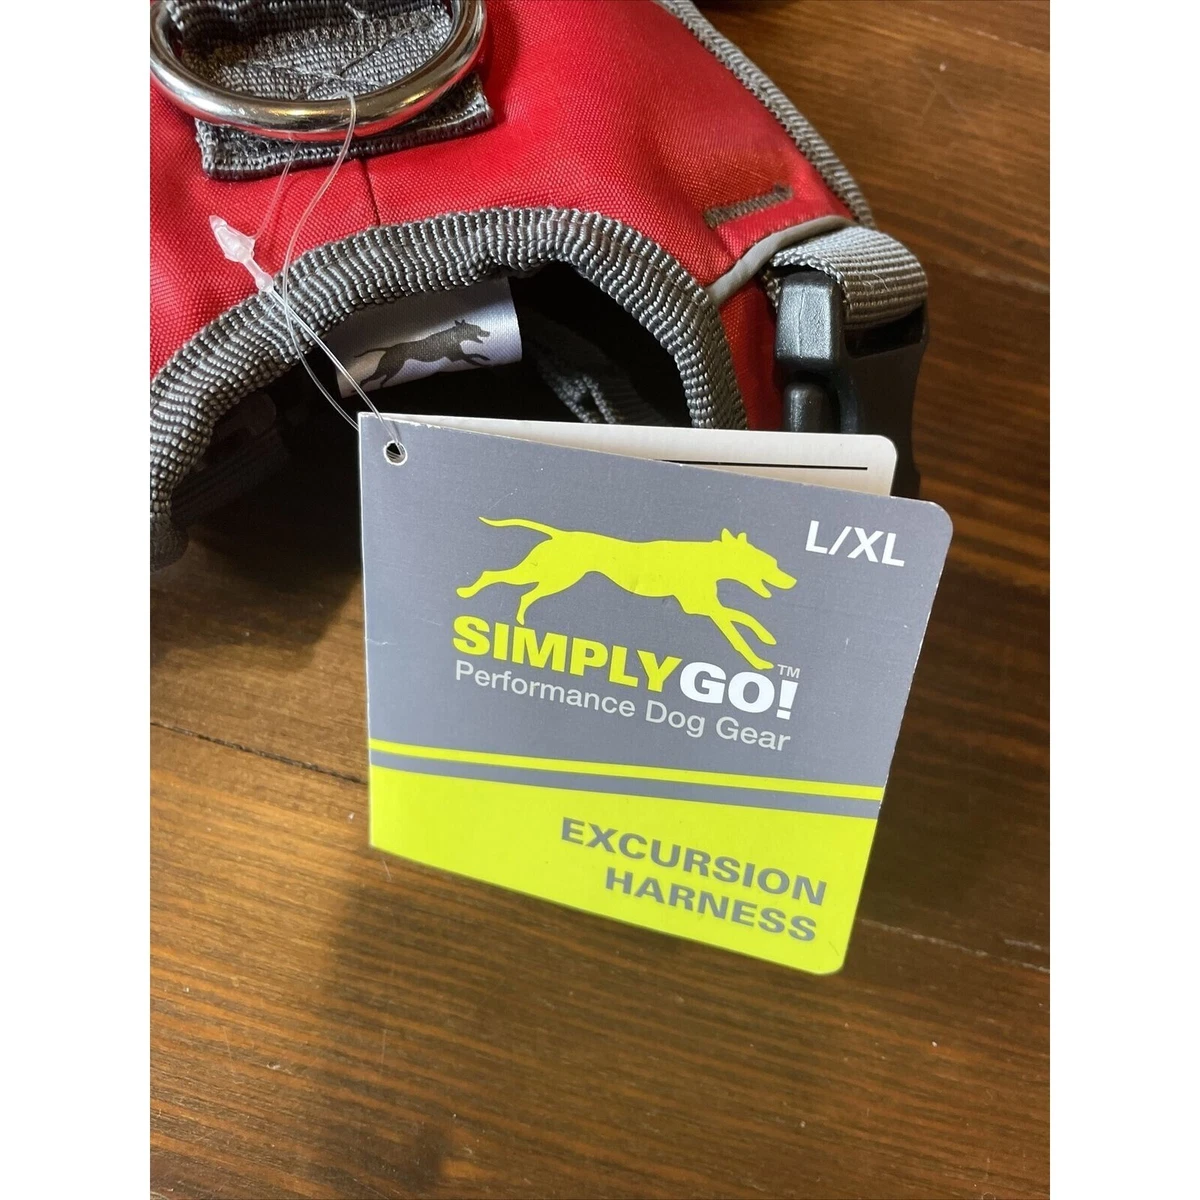 L/XL
SIMPLYGO!™
Performance Dog Gear
EXCURSION
HARNESS